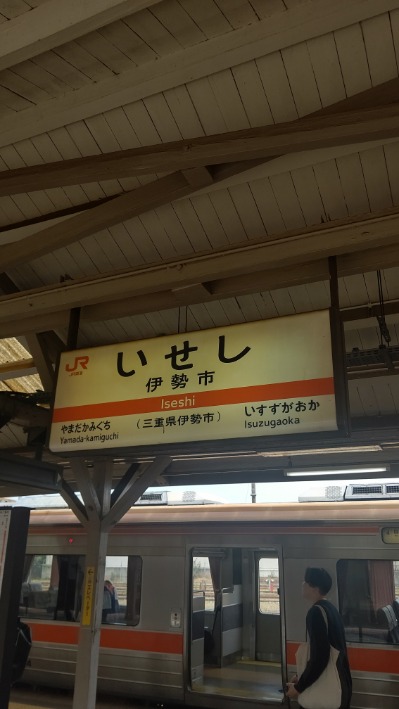 JR
いせし
伊勢市
Iseshi
やまだかみぐち
Yamada-kamiguchi
(三重県伊勢市)
いすずがおか
Isuzugaoka